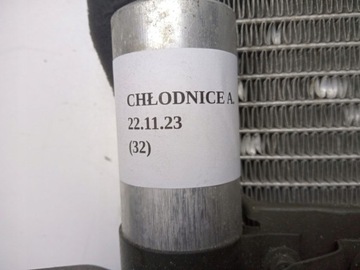 CHŁODNICE A.
22.11.23
(32)